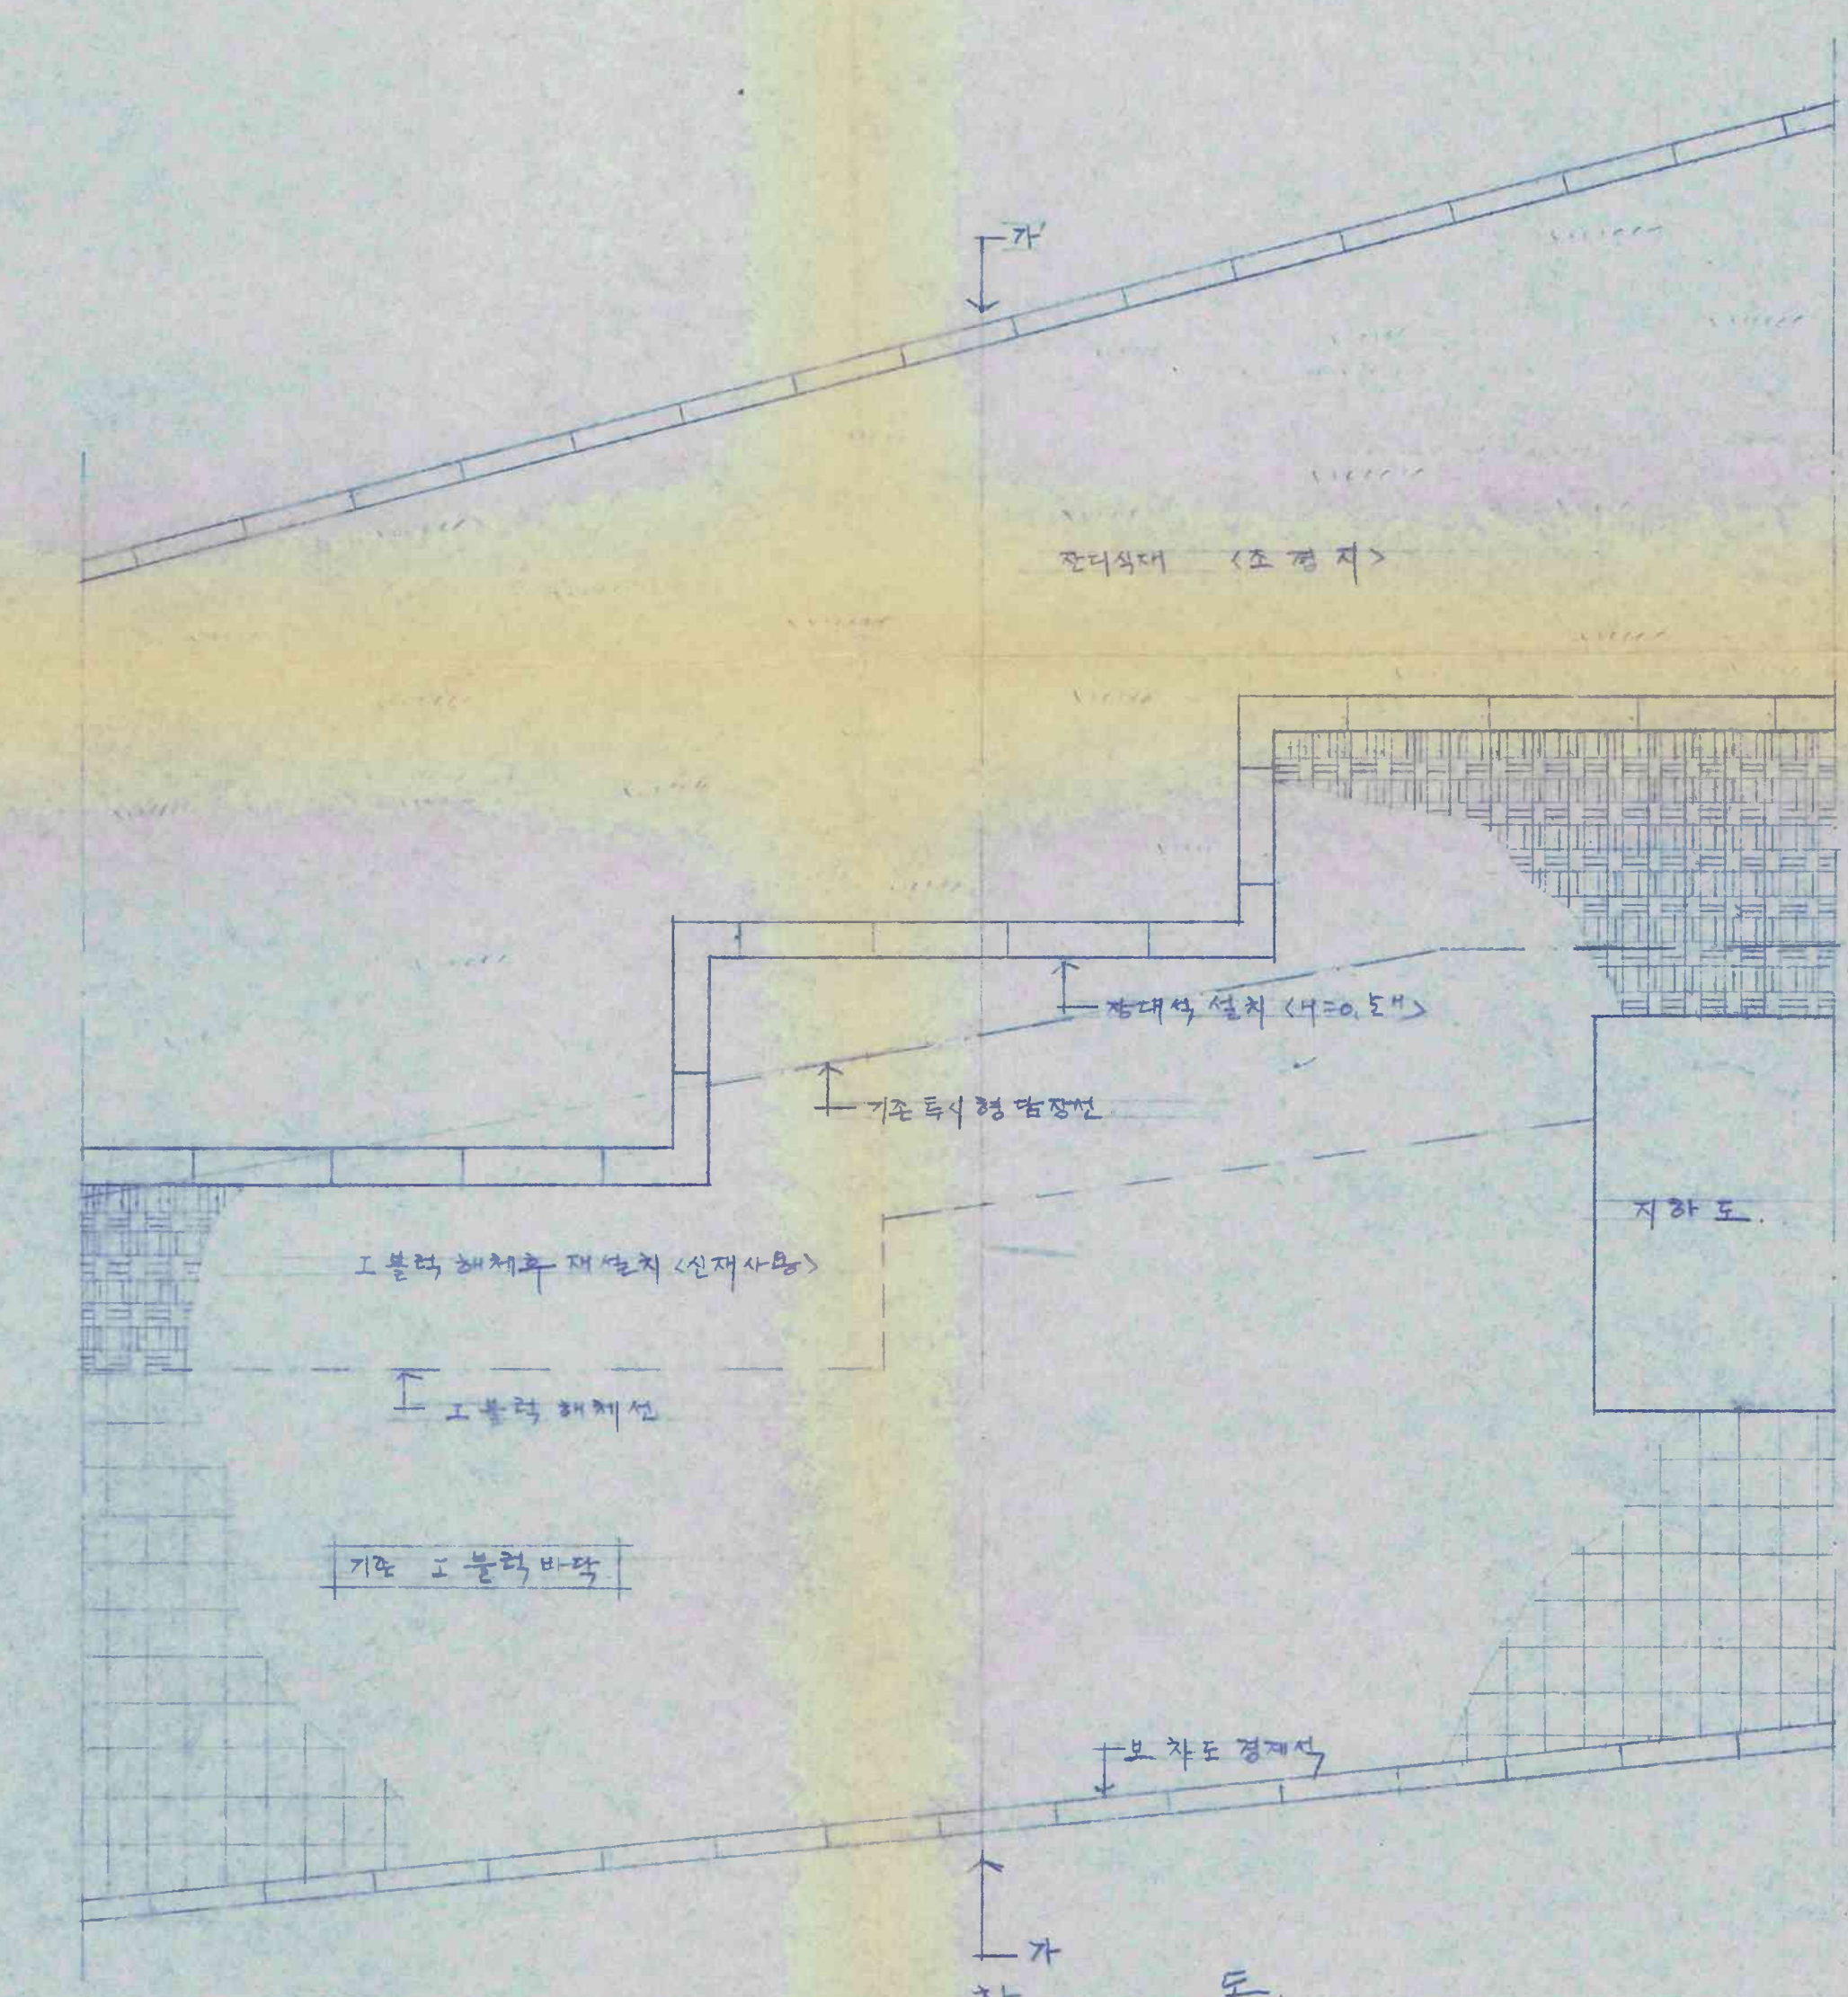 가'
잔디식재 <조경지>
장대석 설치 <H=0.5M>
기존 투시형 담장선
지하도.
I 블럭 해체후 재설치 <신재사용>
I 블럭 해체선
기존 I 블럭바닥
보차도 경계석
가
차 도.